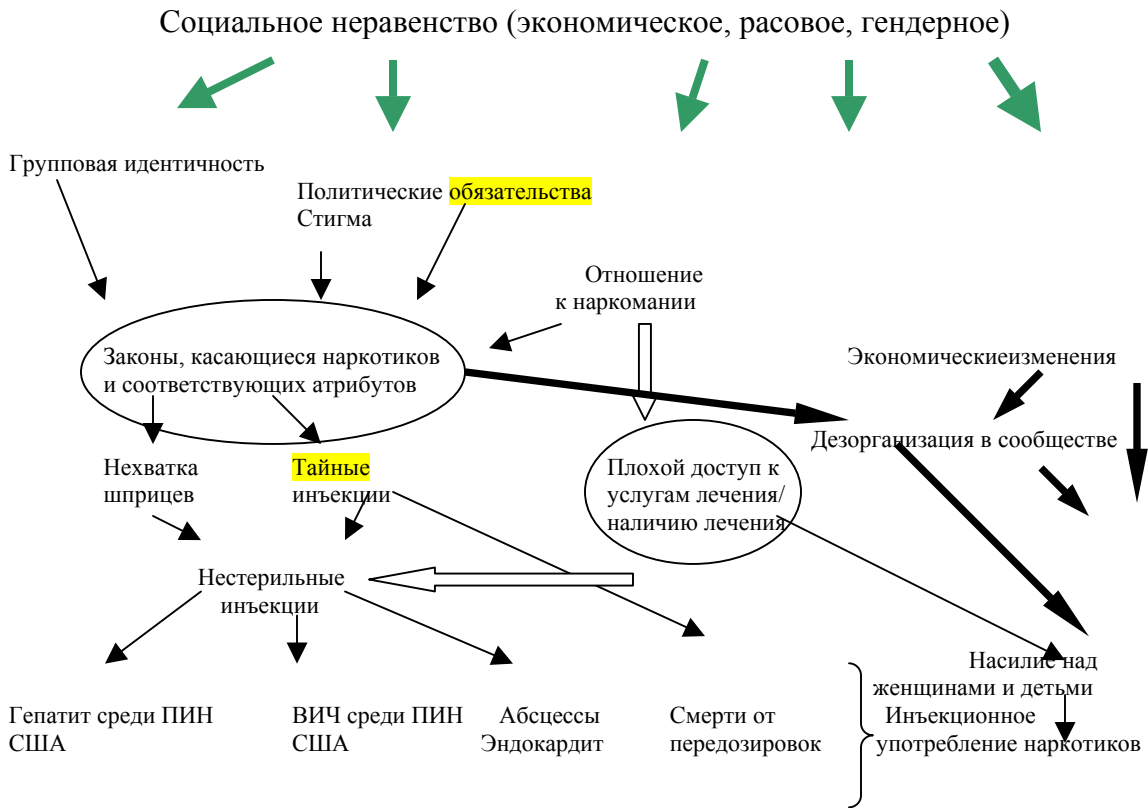 Социальное неравенство (экономическое, расовое, гендерное)
Групповая идентичность
Политические обязательства
Стигма
Отношение
к наркомании
Законы, касающиеся наркотиков
и соответствующих атрибутов
Экономическиеизменения
Дезорганизация в сообществе
Нехватка
шприцев
Тайные
инъекции
Плохой доступ к
услугам лечения/
наличию лечения
Нестерильные
инъекции
Насилие над
женщинами и детьми
Гепатит среди ПИН
США
ВИЧ среди ПИН
США
Абсцессы
Эндокардит
Смерти от
передозировок
Инъекционное
употребление наркотиков